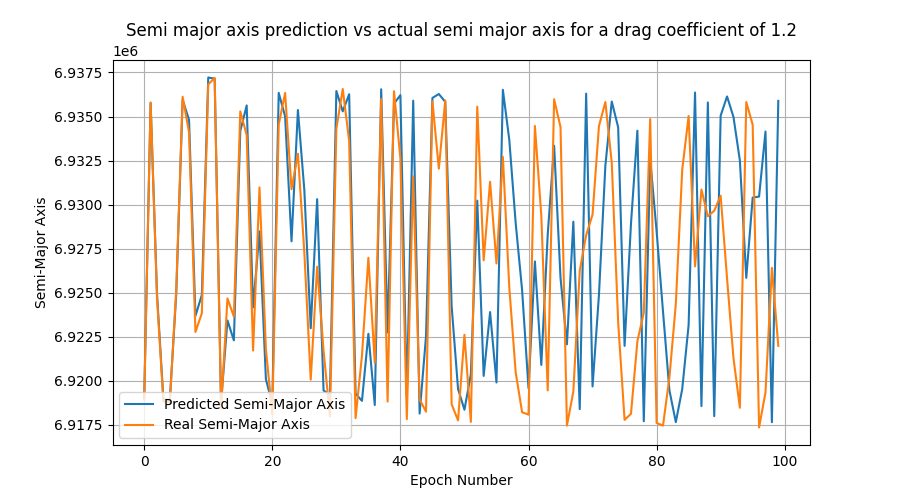 Semi major axis prediction vs actual semi major axis for a drag coefficient of 1.2
1e6
6.9375
6.9350
6.9325
6.9300
6.9275
6.9250
6.9225
6.9200
6.9175
Semi-Major Axis
Predicted Semi-Major Axis
Real Semi-Major Axis
0 20 40 60 80 100
Epoch Number